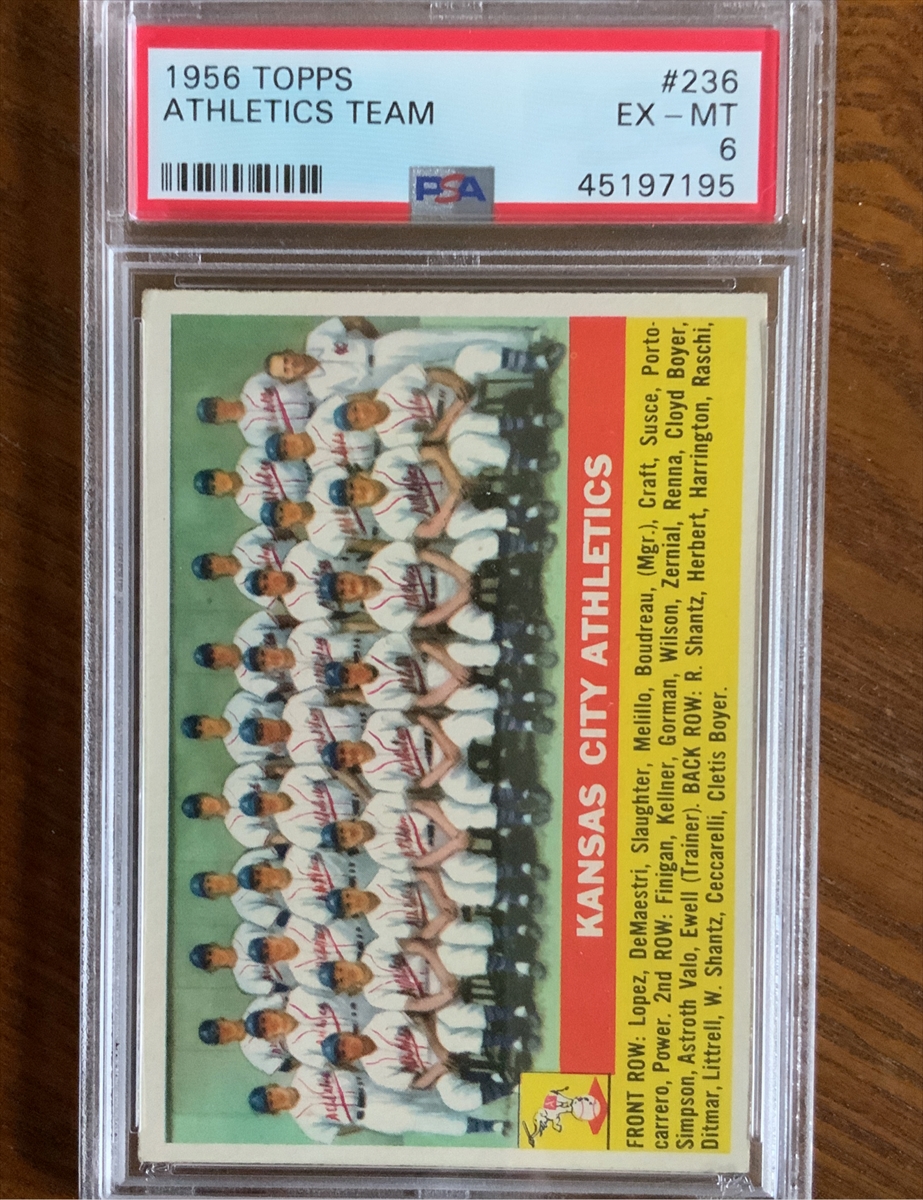 1956 TOPPS #236
ATHLETICS TEAM EX - MT
6
PSA 45197195
KANSAS CITY ATHLETICS
FRONT ROW: Lopez, DeMaestri, Slaughter, Melillo, Boudreau, (Mgr.), Craft, Susce, Porto-
carrero, Power. 2nd ROW: Finigan, Kellner, Gorman, Wilson, Zernial, Renna, Cloyd Boyer,
Simpson, Astroth Valo, Ewell (Trainer). BACK ROW: R. Shantz, Herbert, Harrington, Raschi,
Ditmar, Littrell, W. Shantz, Ceccarelli, Cletis Boyer.